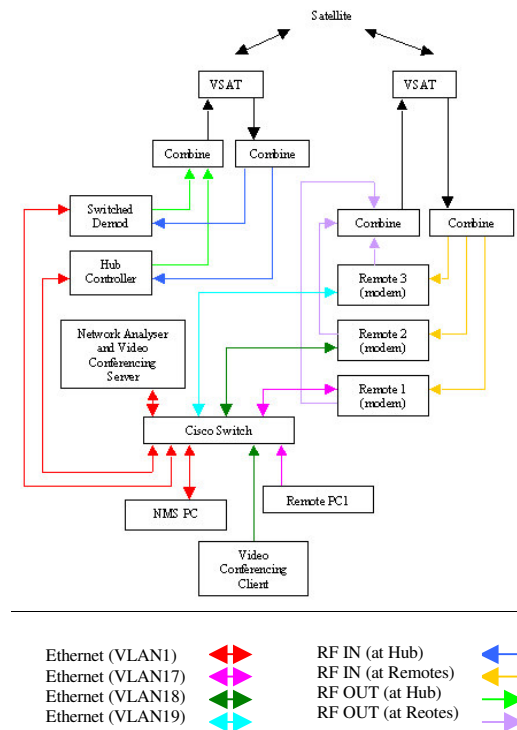 Satellite
VSAT
VSAT
Combine
Combine
Switched
Demod
Combine
Combine
Hub
Controller
Remote 3
(modem)
Network Analyser
and Video
Conferencing
Server
Remote 2
(modem)
Remote 1
(modem)
Cisco Switch
NMS PC
Remote PC1
Video
Conferencing
Client
Ethernet (VLAN1)
Ethernet (VLAN17)
Ethernet (VLAN18)
Ethernet (VLAN19)
RF IN (at Hub)
RF IN (at Remotes)
RF OUT (at Hub)
RF OUT (at Reotes)